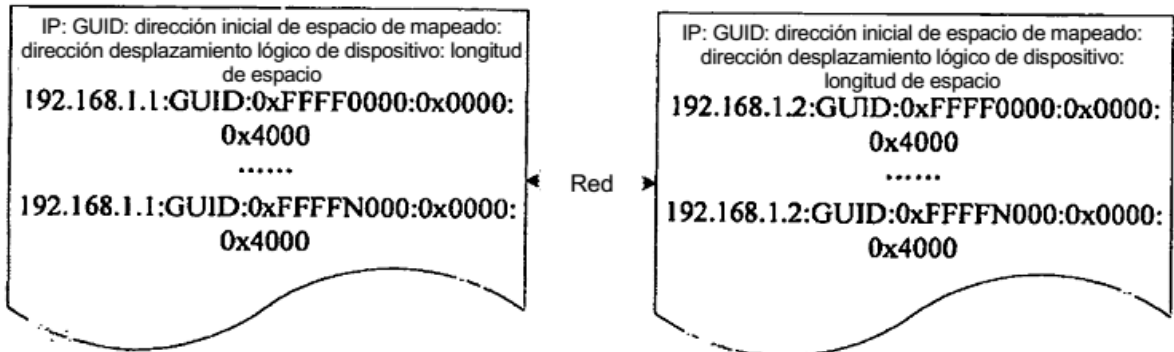 IP: GUID: dirección inicial de espacio de mapeado:
dirección desplazamiento lógico de dispositivo: longitud
de espacio
192.168.1.1:GUID:0xFFFF0000:0x0000:
0x4000
......
192.168.1.1:GUID:0xFFFFN000:0x0000:
0x4000
Red
IP: GUID: dirección inicial de espacio de mapeado:
dirección desplazamiento lógico de dispositivo:
longitud de espacio
192.168.1.2:GUID:0xFFFF0000:0x0000:
0x4000
......
192.168.1.2:GUID:0xFFFFN000:0x0000:
0x4000